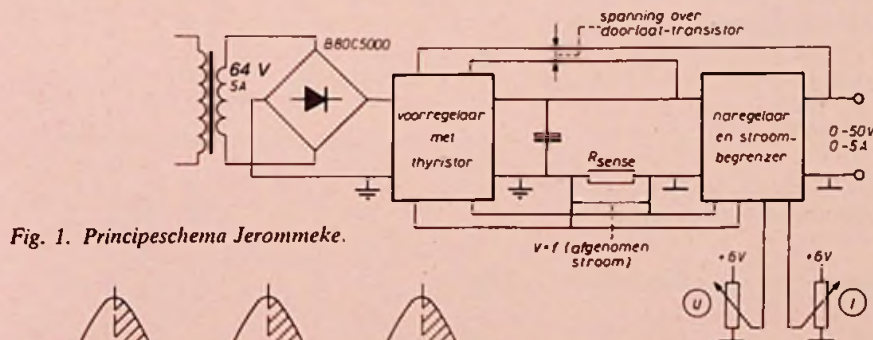 spanning over
doorlaat-transistor
B80C5000
64 V
5A
voorregelaar
met
thyristor
naregelaar
en stroom-
begrenzer
0-50V
0-5A
Rsense
V=f (afgenomen
stroom)
Fig. 1. Principeschema Jerommeke.
+6V
+6V
U
I